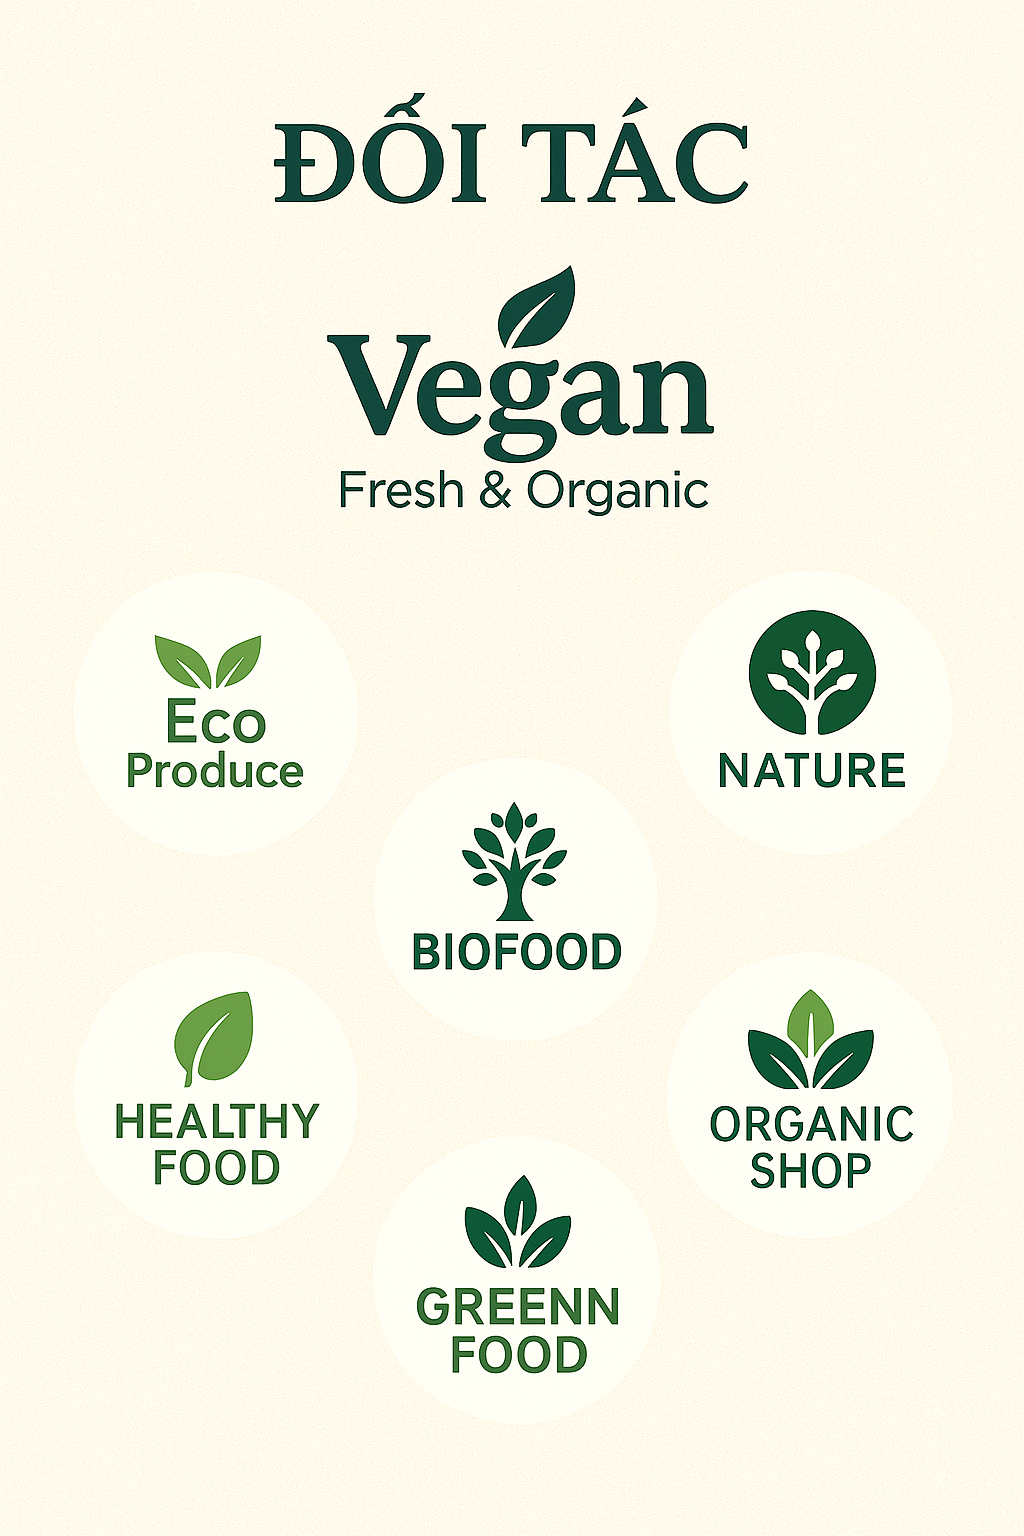 ĐỐI TÁC
Vegan
Fresh & Organic
Eco
Produce
NATURE
BIOFOOD
HEALTHY
FOOD
ORGANIC
SHOP
GREENN
FOOD